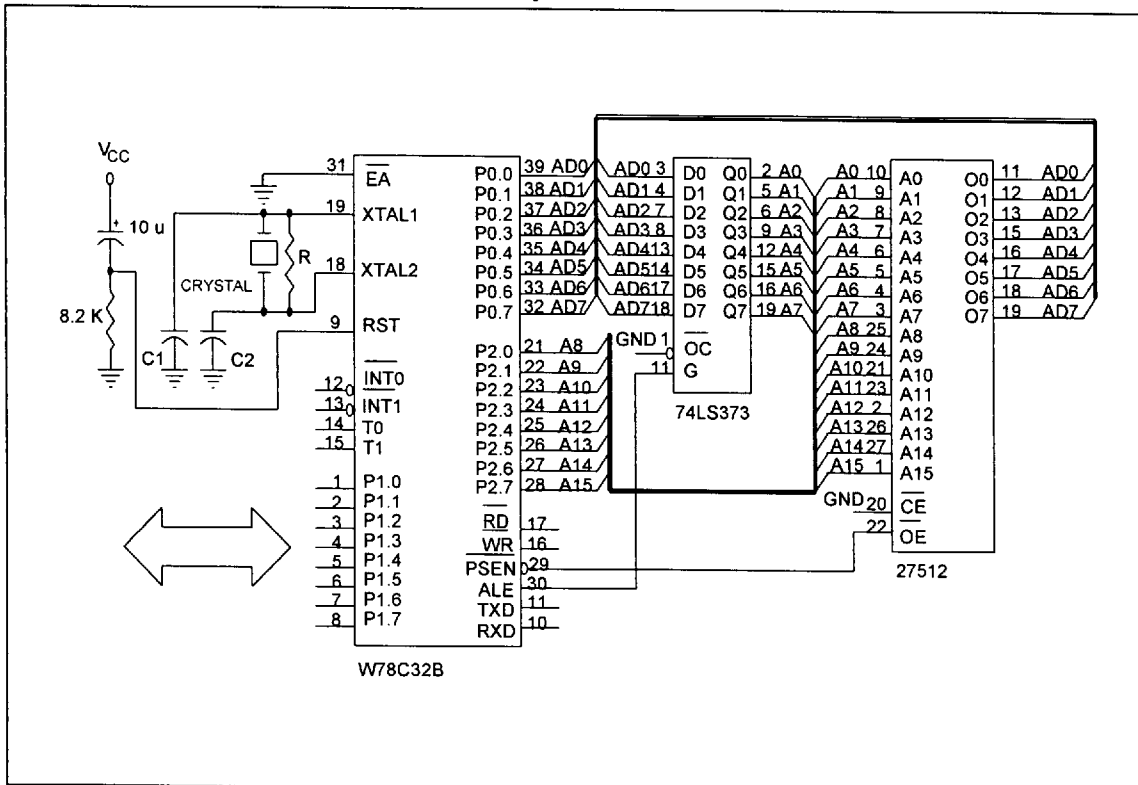 VCC
+
10 u
8.2 K
C1
C2
CRYSTAL
R
31 EA
19 XTAL1
18 XTAL2
9 RST
12 INT0
13 INT1
14 T0
15 T1
1 P1.0
2 P1.1
3 P1.2
4 P1.3
5 P1.4
6 P1.5
7 P1.6
8 P1.7
P0.0 39 AD0
P0.1 38 AD1
P0.2 37 AD2
P0.3 36 AD3
P0.4 35 AD4
P0.5 34 AD5
P0.6 33 AD6
P0.7 32 AD7
P2.0 21 A8
P2.1 22 A9
P2.2 23 A10
P2.3 24 A11
P2.4 25 A12
P2.5 26 A13
P2.6 27 A14
P2.7 28 A15
RD 17
WR 16
PSEN 29
ALE 30
TXD 11
RXD 10
W78C32B
AD0 3 D0 Q0 2 A0
AD1 4 D1 Q1 5 A1
AD2 7 D2 Q2 6 A2
AD3 8 D3 Q3 9 A3
AD4 13 D4 Q4 12 A4
AD5 14 D5 Q5 15 A5
AD6 17 D6 Q6 16 A6
AD7 18 D7 Q7 19 A7
GND 1 OC
11 G
74LS373
A0 10 A0 O0 11 AD0
A1 9 A1 O1 12 AD1
A2 8 A2 O2 13 AD2
A3 7 A3 O3 15 AD3
A4 6 A4 O4 16 AD4
A5 5 A5 O5 17 AD5
A6 4 A6 O6 18 AD6
A7 3 A7 O7 19 AD7
A8 25 A8
A9 24 A9
A10 21 A10
A11 23 A11
A12 2 A12
A13 26 A13
A14 27 A14
A15 1 A15
GND 20 CE
22 OE
27512